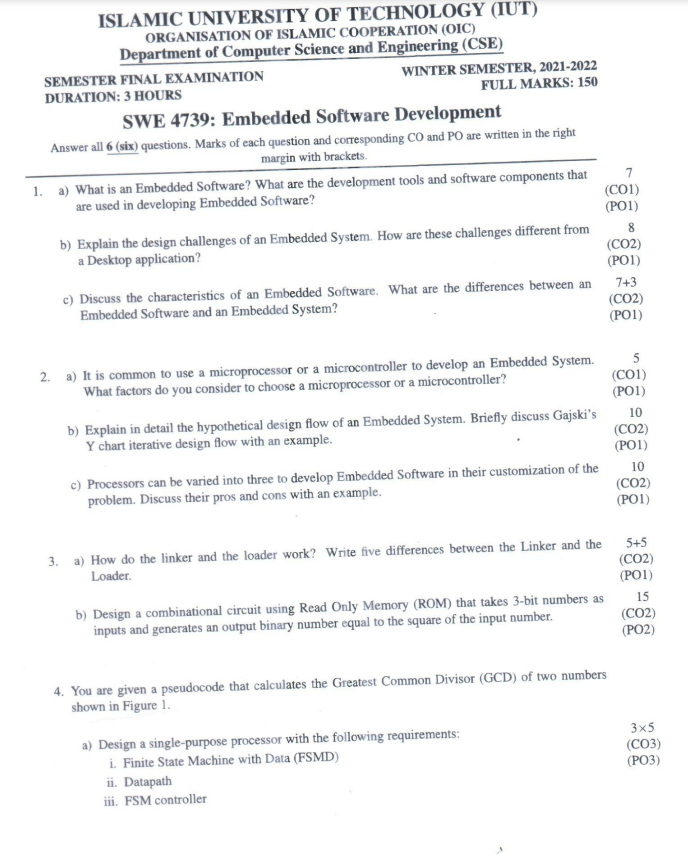 ISLAMIC UNIVERSITY OF TECHNOLOGY (IUT)
ORGANISATION OF ISLAMIC COOPERATION (OIC)
Department of Computer Science and Engineering (CSE)
SEMESTER FINAL EXAMINATION
WINTER SEMESTER, 2021-2022
DURATION: 3 HOURS
FULL MARKS: 150
SWE 4739: Embedded Software Development
Answer all 6 (six) questions. Marks of each question and corresponding CO and PO are written in the right
margin with brackets.
1. a) What is an Embedded Software? What are the development tools and software components that
are used in developing Embedded Software?
7
(CO1)
(PO1)
b) Explain the design challenges of an Embedded System. How are these challenges different from
a Desktop application?
8
(CO2)
(PO1)
c) Discuss the characteristics of an Embedded Software. What are the differences between an
Embedded Software and an Embedded System?
7+3
(CO2)
(PO1)
2. a) It is common to use a microprocessor or a microcontroller to develop an Embedded System.
What factors do you consider to choose a microprocessor or a microcontroller?
5
(CO1)
(PO1)
b) Explain in detail the hypothetical design flow of an Embedded System. Briefly discuss Gajski's
Y chart iterative design flow with an example.
10
(CO2)
(PO1)
c) Processors can be varied into three to develop Embedded Software in their customization of the
problem. Discuss their pros and cons with an example.
10
(CO2)
(PO1)
3. a) How do the linker and the loader work? Write five differences between the Linker and the
Loader.
5+5
(CO2)
(PO1)
b) Design a combinational circuit using Read Only Memory (ROM) that takes 3-bit numbers as
inputs and generates an output binary number equal to the square of the input number.
15
(CO2)
(PO2)
4. You are given a pseudocode that calculates the Greatest Common Divisor (GCD) of two numbers
shown in Figure 1.
a) Design a single-purpose processor with the following requirements:
i. Finite State Machine with Data (FSMD)
ii. Datapath
iii. FSM controller
3×5
(CO3)
(PO3)